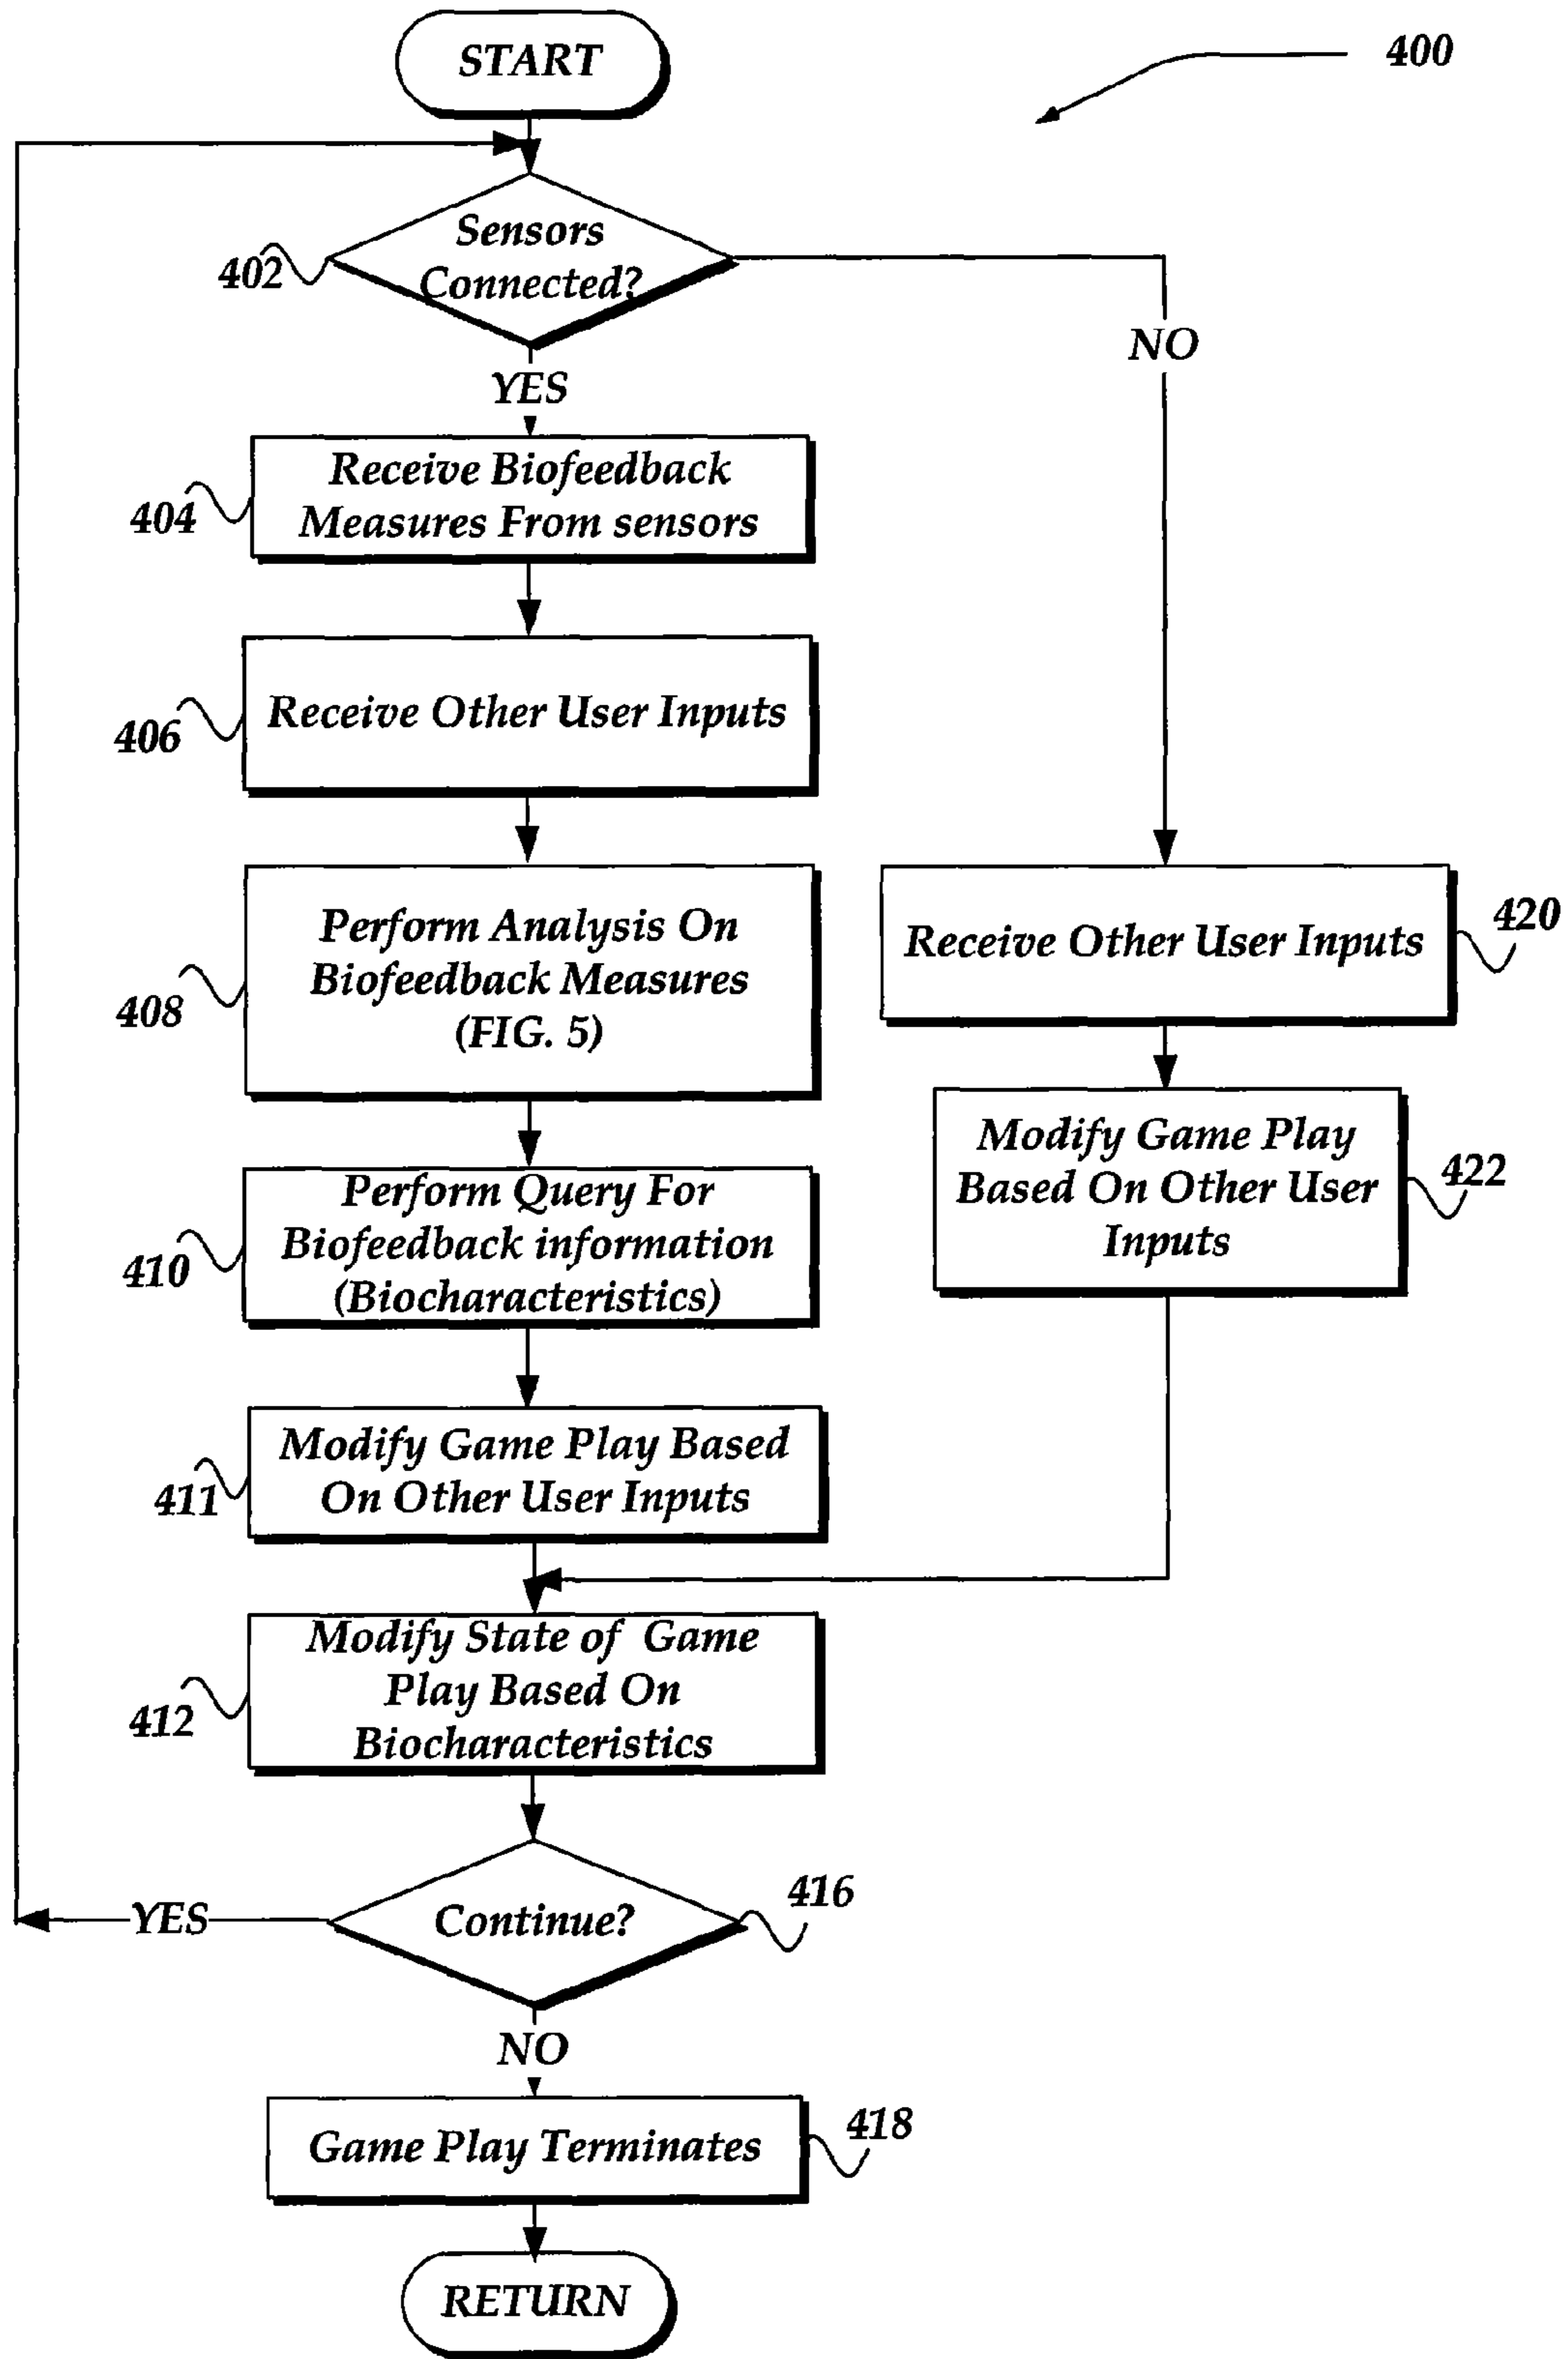 START
400
Sensors
Connected?
402
NO
YES
Receive Biofeedback
Measures From sensors
404
Receive Other User Inputs
406
Perform Analysis On
Biofeedback Measures
(FIG. 5)
408
Receive Other User Inputs
420
Modify Game Play
Based On Other User
Inputs
422
Perform Query For
Biofeedback information
(Biocharacteristics)
410
Modify Game Play Based
On Other User Inputs
411
Modify State of Game
Play Based On
Biocharacteristics
412
Continue?
416
YES
NO
Game Play Terminates
418
RETURN